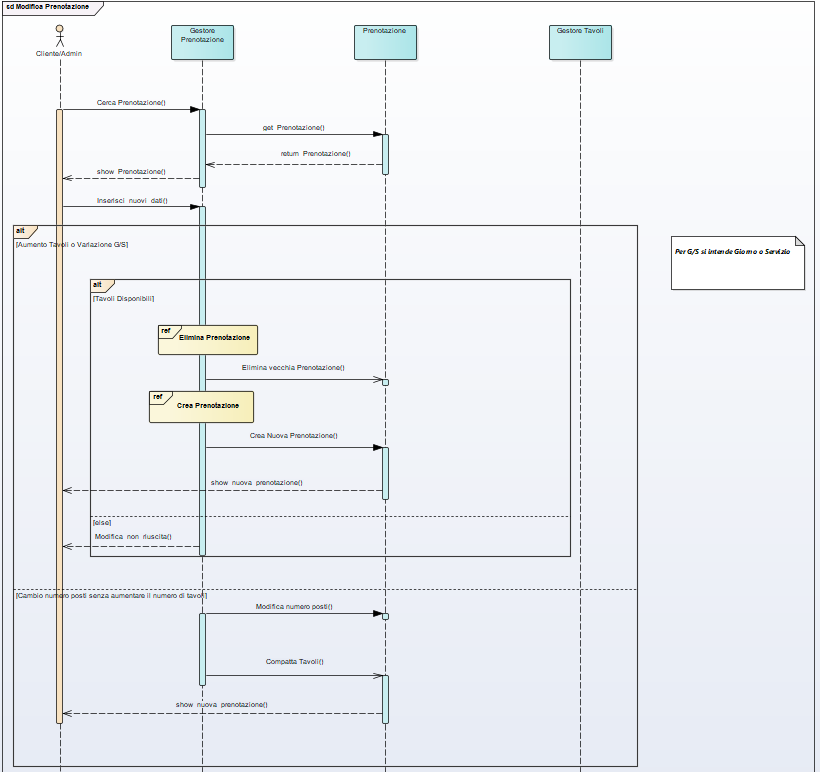 sd Modifica Prenotazione
Gestore
Prenotazione
Prenotazione
Gestore Tavoli
Cliente/Admin
Cerca Prenotazione()
get Prenotazione()
return Prenotazione()
show Prenotazione()
Inserisci nuovi dati()
alt
[Aumento Tavoli o Variazione G/S]
Per G/S si intende Giorno o Servizio
alt
[Tavoli Disponibili]
ref
Elimina Prenotazione
Elimina vecchia Prenotazione()
ref
Crea Prenotazione
Crea Nuova Prenotazione()
show nuova prenotazione()
[else]
Modifica non riuscita()
[Cambio numero posti senza aumentare il numero di tavoli]
Modifica numero posti()
Compatta Tavoli()
show nuova prenotazione()